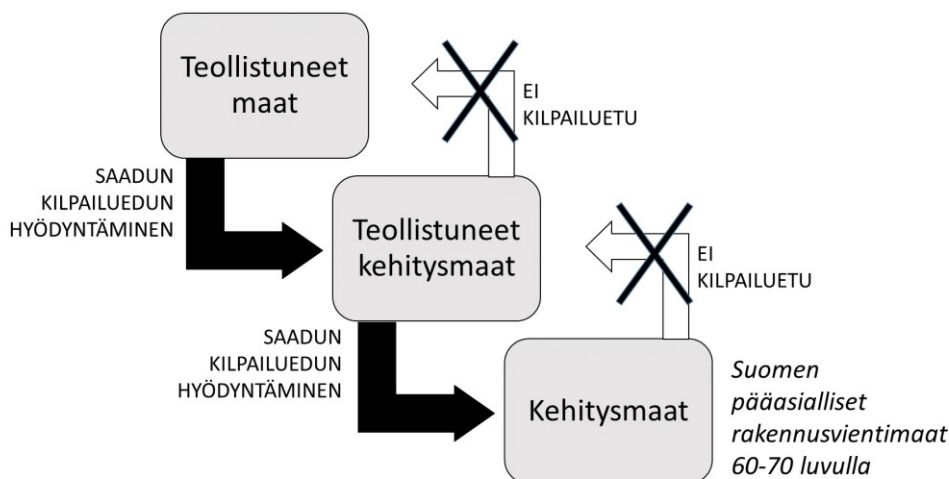 Teollistuneet
maat
EI
KILPAILUETU
SAADUN
KILPAILUEDUN
HYÖDYNTÄMINEN
Teollistuneet
kehitysmaat
EI
KILPAILUETU
SAADUN
KILPAILUEDUN
HYÖDYNTÄMINEN
Kehitysmaat
Suomen
pääasialliset
rakennusvientimaat
60-70 luvulla